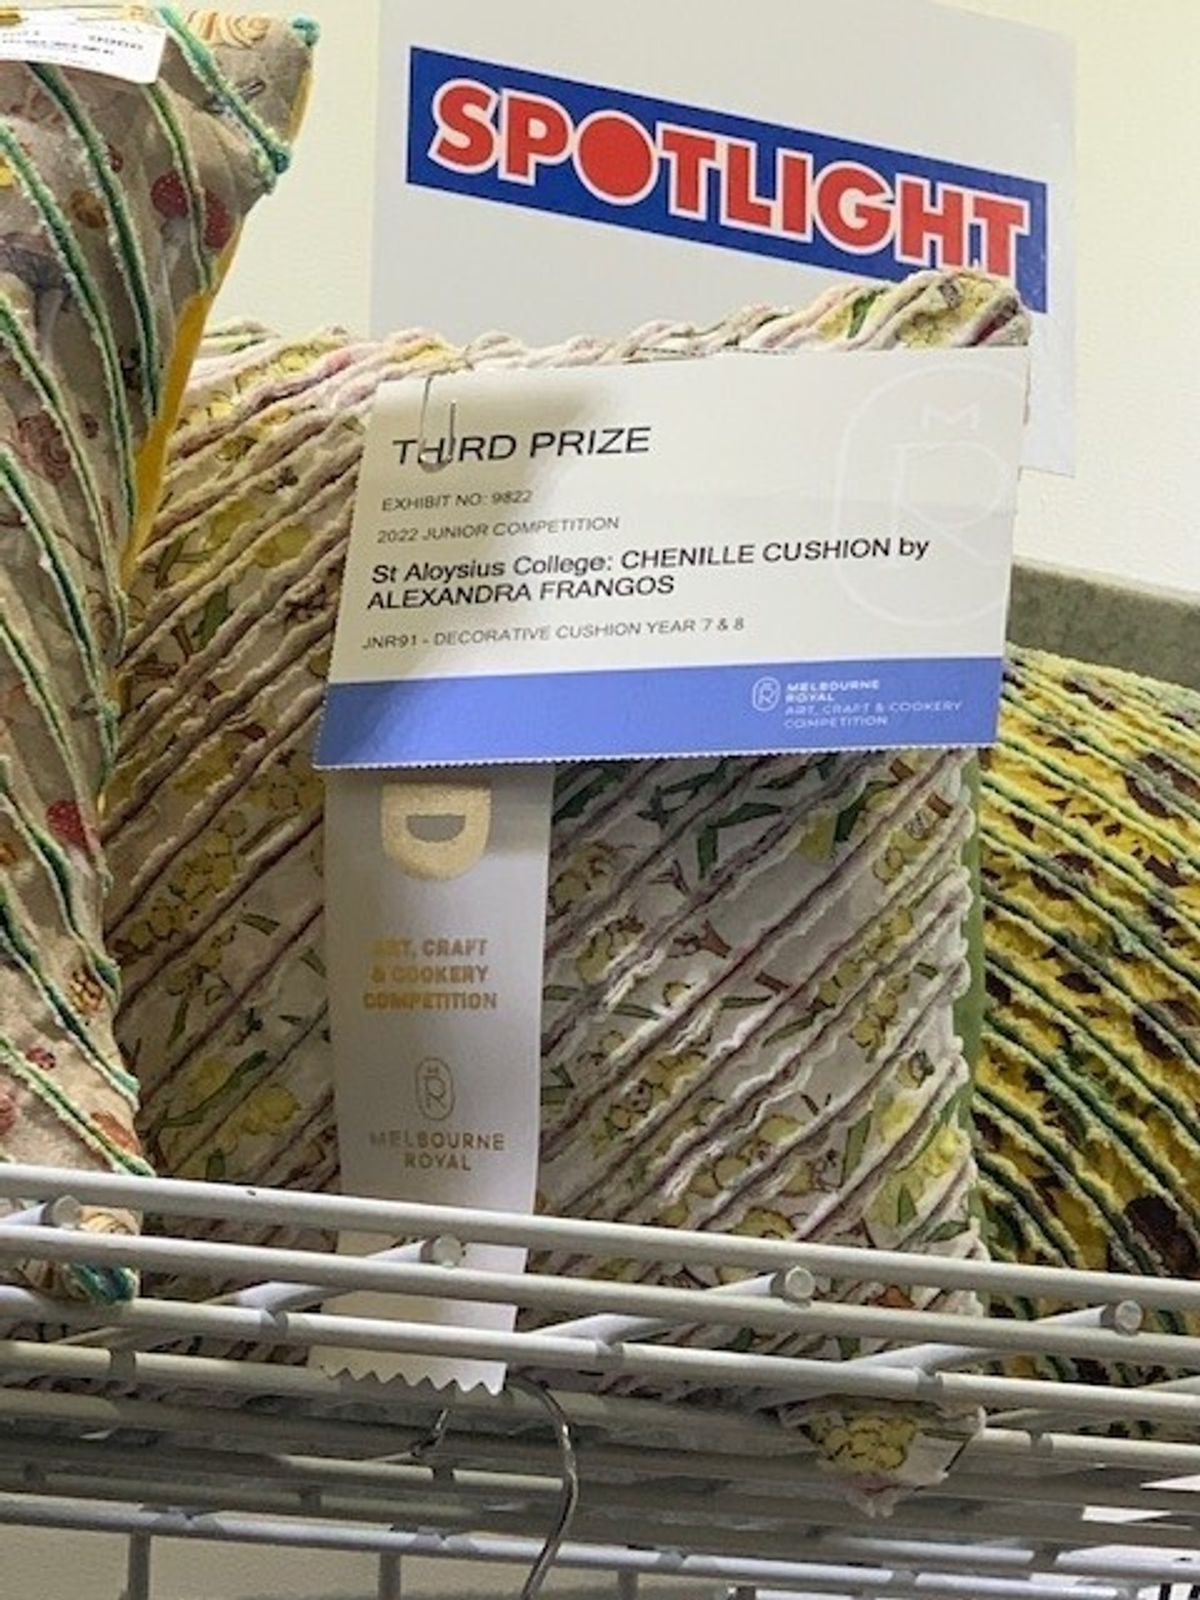 SPOTLIGHT
THIRD PRIZE
EXHIBIT NO: 9822
2022 JUNIOR COMPETITION
St Aloysius College: CHENILLE CUSHION by
ALEXANDRA FRANGOS
JNR91 - DECORATIVE CUSHION YEAR 7 & 8
MELBOURNE
ROYAL
ART, CRAFT & COOKERY
COMPETITION
D
ART, CRAFT
& COOKERY
COMPETITION
MELBOURNE
ROYAL